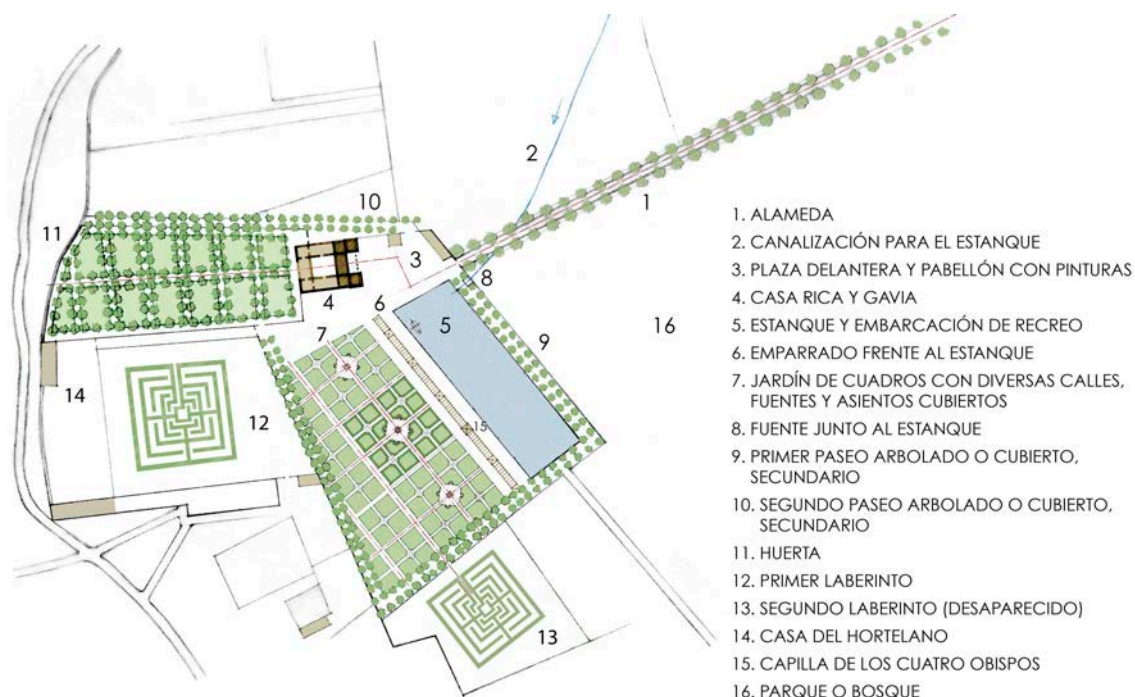 2
1
10
11
3
8
4
6
5
7
16
9
14
12
15
13
1. ALAMEDA
2. CANALIZACIÓN PARA EL ESTANQUE
3. PLAZA DELANTERA Y PABELLÓN CON PINTURAS
4. CASA RICA Y GAVIA
5. ESTANQUE Y EMBARCACIÓN DE RECREO
6. EMPARRADO FRENTE AL ESTANQUE
7. JARDÍN DE CUADROS CON DIVERSAS CALLES,
FUENTES Y ASIENTOS CUBIERTOS
8. FUENTE JUNTO AL ESTANQUE
9. PRIMER PASEO ARBOLADO O CUBIERTO,
SECUNDARIO
10. SEGUNDO PASEO ARBOLADO O CUBIERTO,
SECUNDARIO
11. HUERTA
12. PRIMER LABERINTO
13. SEGUNDO LABERINTO (DESAPARECIDO)
14. CASA DEL HORTELANO
15. CAPILLA DE LOS CUATRO OBISPOS
16. PARQUE O BOSQUE